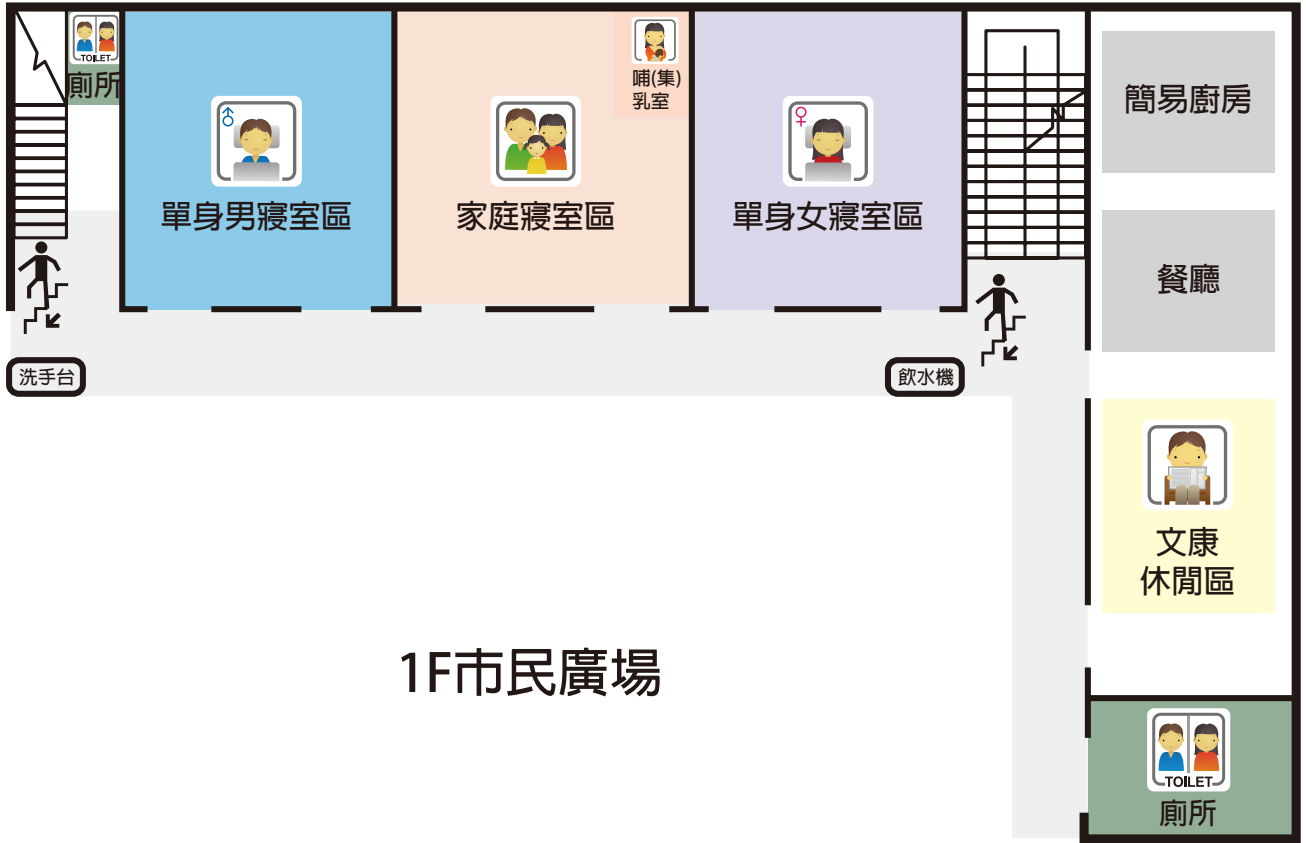 TOILET
廁所
哺(集)
乳室
單身男寢室區
家庭寢室區
單身女寢室區
簡易廚房
餐廳
洗手台
飲水機
文康
休閒區
1F市民廣場
TOILET
廁所